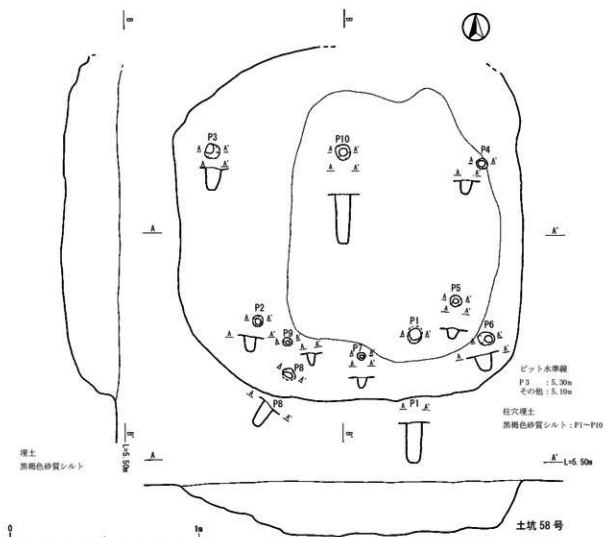 B
B
P3
A A'
A A'
P10
A A'
A A'
P4
A A'
A A'
A
A'
P2
A A'
A A'
P9
A A'
A A'
P8
A A'
P7
A A'
A A'
P1
A A'
P5
A A'
A A'
P6
A A'
A A'
ピット水準線
P3 :5.30m
その他:5.10m
P8
A A'
P1
A A'
柱穴埋土
黒褐色砂質シルト:P1~P10
B'
L=5.50m
B'
埋土
黒褐色砂質シルト
A
A' L=5.50m
土坑58号
0 1m